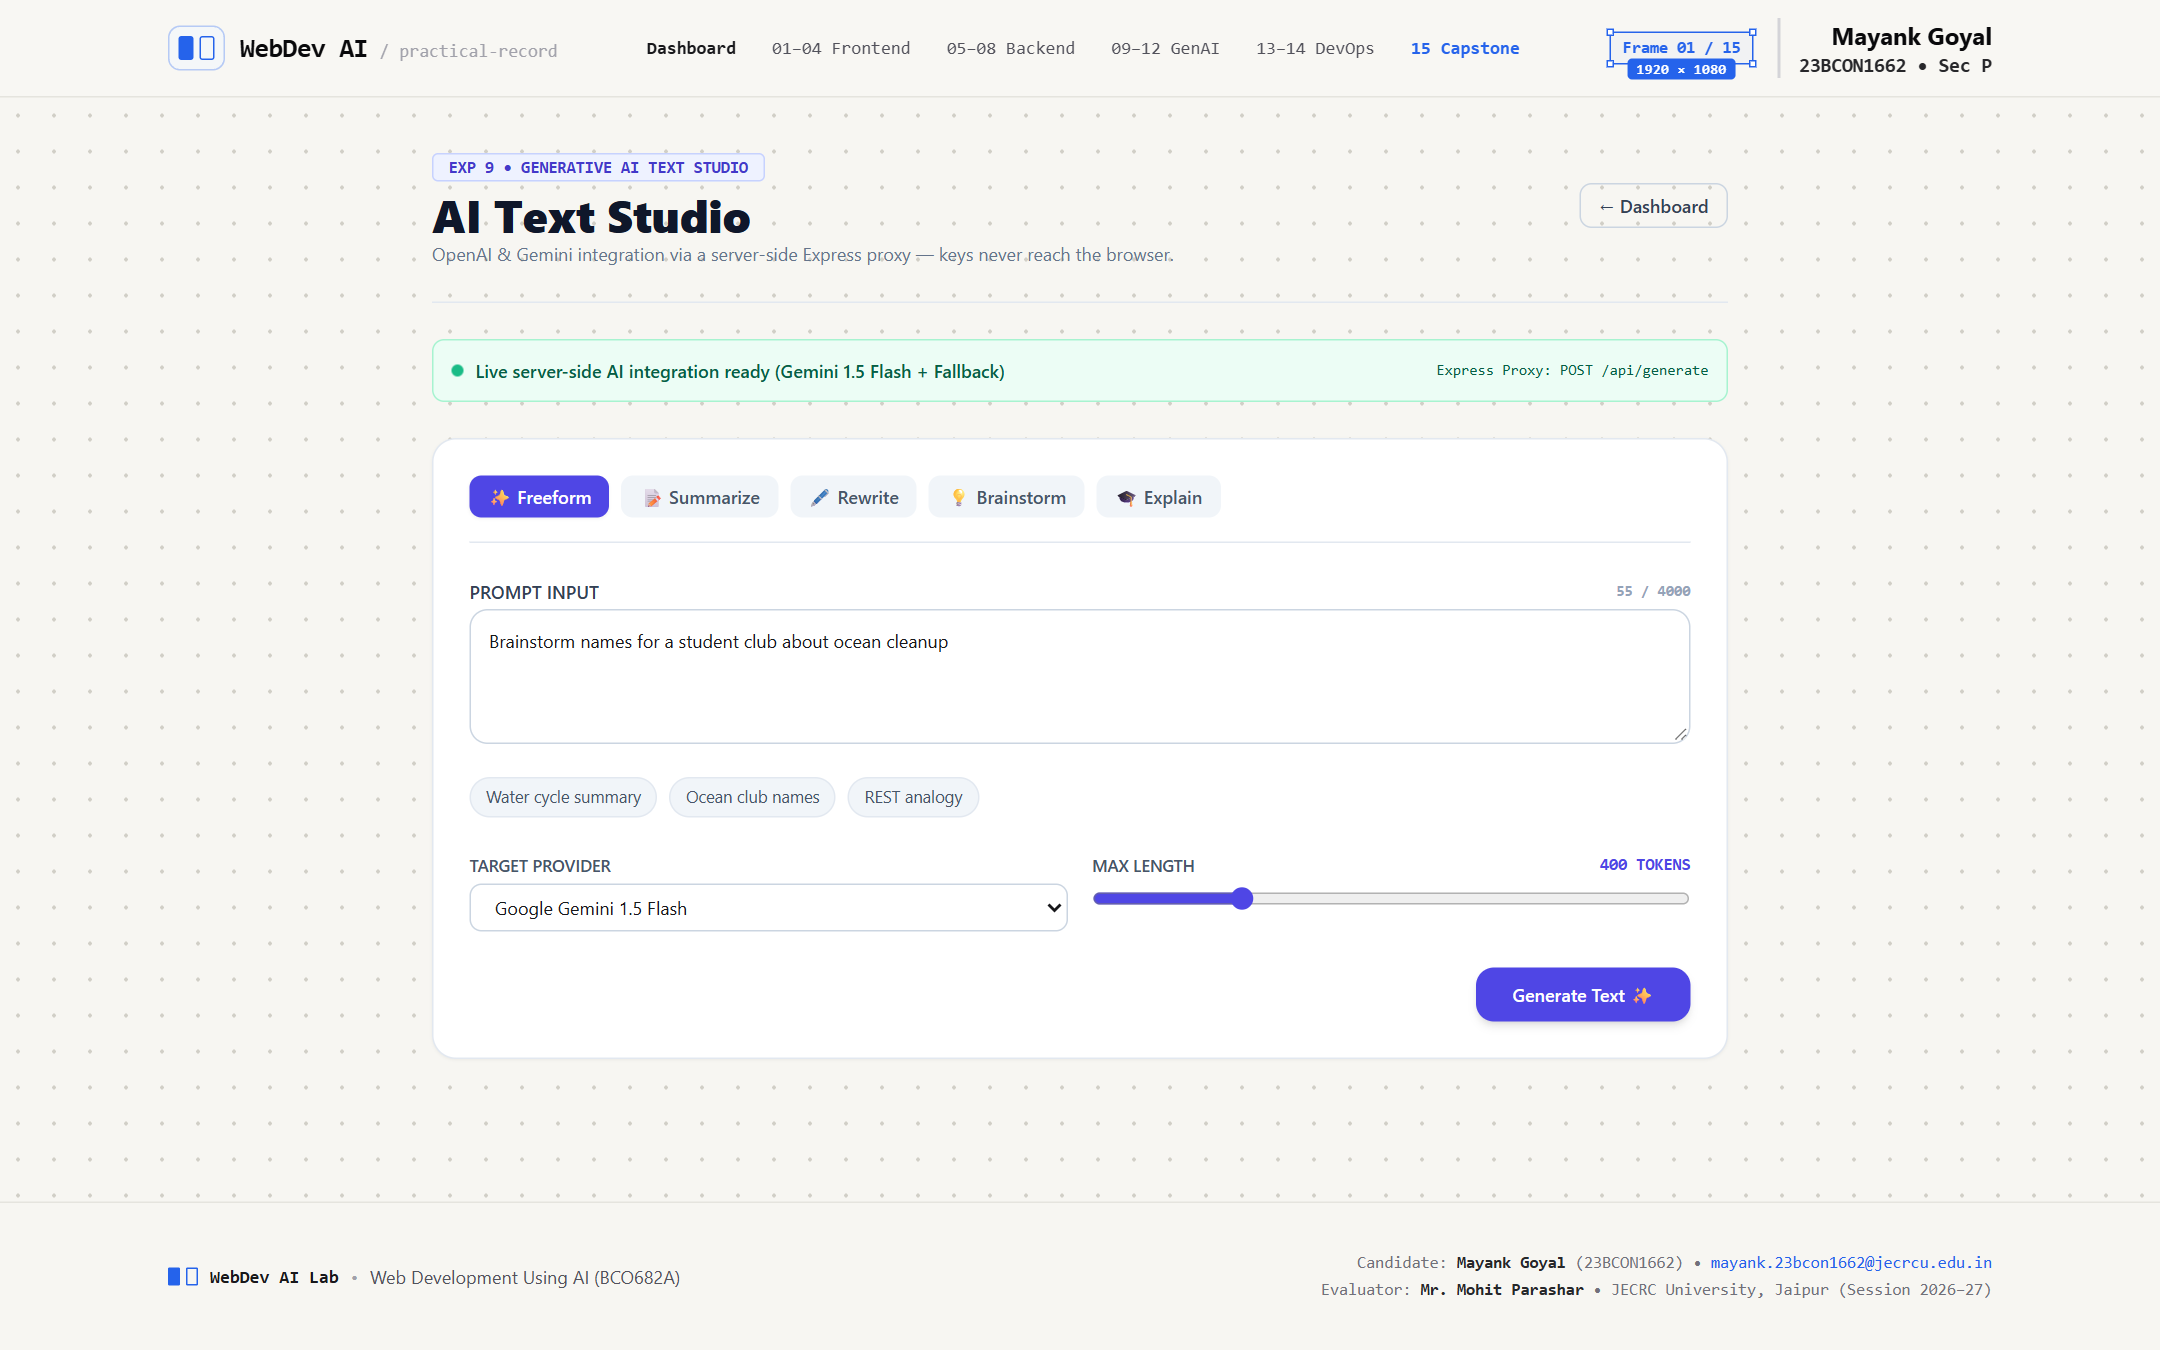 WebDev AI / practical-record
Dashboard 01–04 Frontend 05–08 Backend 09–12 GenAI 13–14 DevOps 15 Capstone
Frame 01 / 15
1920 × 1080
Mayank Goyal
23BCON1662 • Sec P
EXP 9 • GENERATIVE AI TEXT STUDIO
AI Text Studio
← Dashboard
OpenAI & Gemini integration via a server-side Express proxy — keys never reach the browser.
Live server-side AI integration ready (Gemini 1.5 Flash + Fallback) Express Proxy: POST /api/generate
✨ Freeform 📝 Summarize 🖊️ Rewrite 💡 Brainstorm 🎓 Explain
PROMPT INPUT 55 / 4000
Brainstorm names for a student club about ocean cleanup
Water cycle summary Ocean club names REST analogy
TARGET PROVIDER MAX LENGTH 400 TOKENS
Google Gemini 1.5 Flash
Generate Text ✨
WebDev AI Lab • Web Development Using AI (BCO682A)
Candidate: Mayank Goyal (23BCON1662) • mayank.23bcon1662@jecrcu.edu.in
Evaluator: Mr. Mohit Parashar • JECRC University, Jaipur (Session 2026–27)